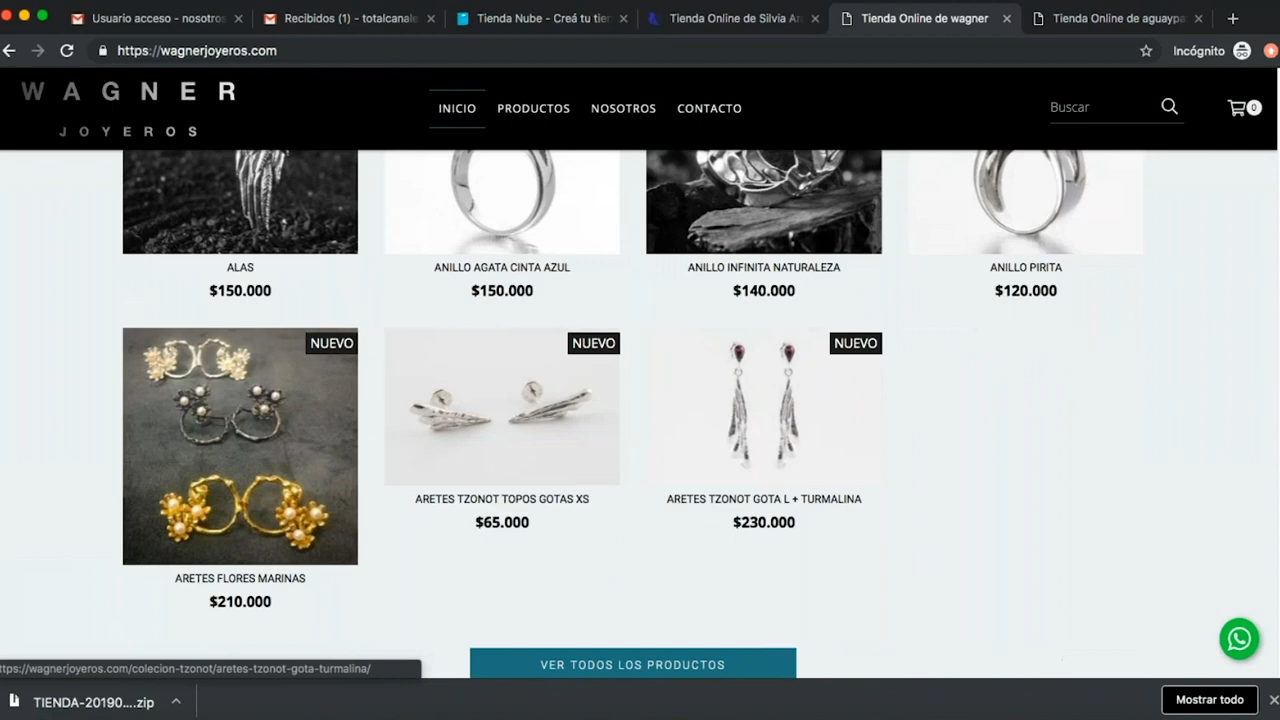 Usuario acceso - nosotros
Recibidos (1) - totalcanale
Tienda Nube - Creá tu tien
Tienda Online de Silvia Are
Tienda Online de wagner
Tienda Online de aguaypa
https://wagnerjoyeros.com
Incógnito
WAGNER
JOYEROS
INICIO
PRODUCTOS
NOSOTROS
CONTACTO
Buscar
0
ALAS
$150.000
ANILLO AGATA CINTA AZUL
$150.000
ANILLO INFINITA NATURALEZA
$140.000
ANILLO PIRITA
$120.000
NUEVO
ARETES FLORES MARINAS
$210.000
NUEVO
ARETES TZONOT TOPOS GOTAS XS
$65.000
NUEVO
ARETES TZONOT GOTA L + TURMALINA
$230.000
VER TODOS LOS PRODUCTOS
ttps://wagnerjoyeros.com/colecion-tzonot/aretes-tzonot-gota-turmalina/
TIENDA-20190....zip
Mostrar todo